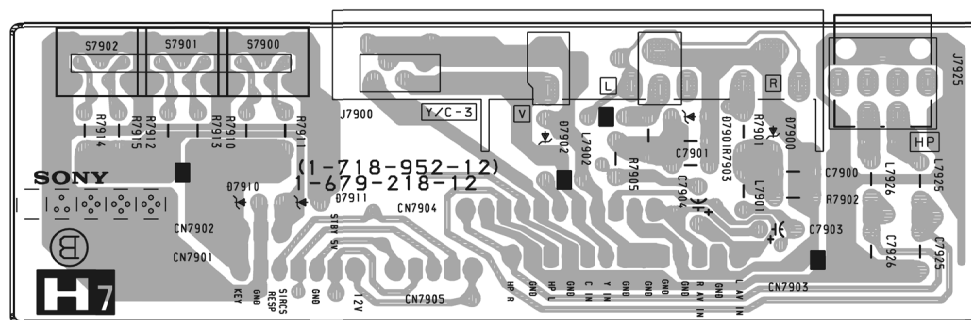 S7902
S7901
S7900
J7900
Y/C-3
V
L
R
HP
J7925
R7914
R7915
R7912
R7913
R7910
R7911
D7902
L7902
R7905
C7901
D7901
R7903
R7901
D7900
L7901
C7904
C7900
R7902
C7903
L7926
L7925
C7926
C7925
(1-718-952-12)
1-679-218-12
SONY
D7910
D7911
CN7902
CN7901
STBY 5V
CN7904
CN7905
CN7903
B
H7
KEY
GND
SIRCS
RESP
GND
12V
HP R
GND
HP L
GND
C IN
Y IN
GND
GND
GND
R AV IN
GND
L AV IN